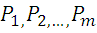 P₁, P₂,…, Pₘ